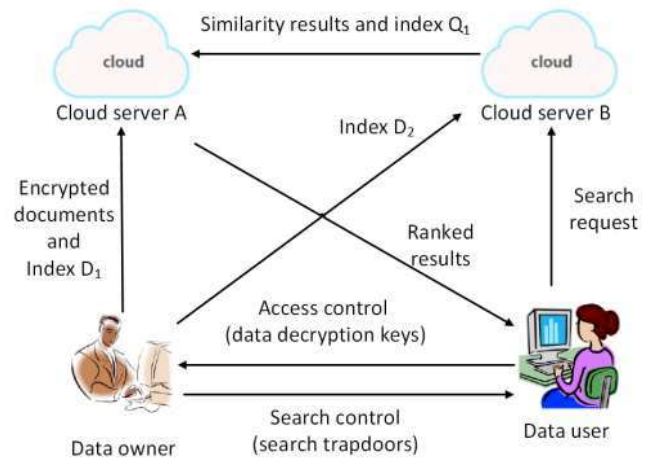 Similarity results and index Q₁
cloud
cloud
Cloud server A
Cloud server B
Index D₂
Encrypted
documents
and
Index D₁
Search
request
Ranked
results
Access control
(data decryption keys)
Search control
(search trapdoors)
Data owner
Data user